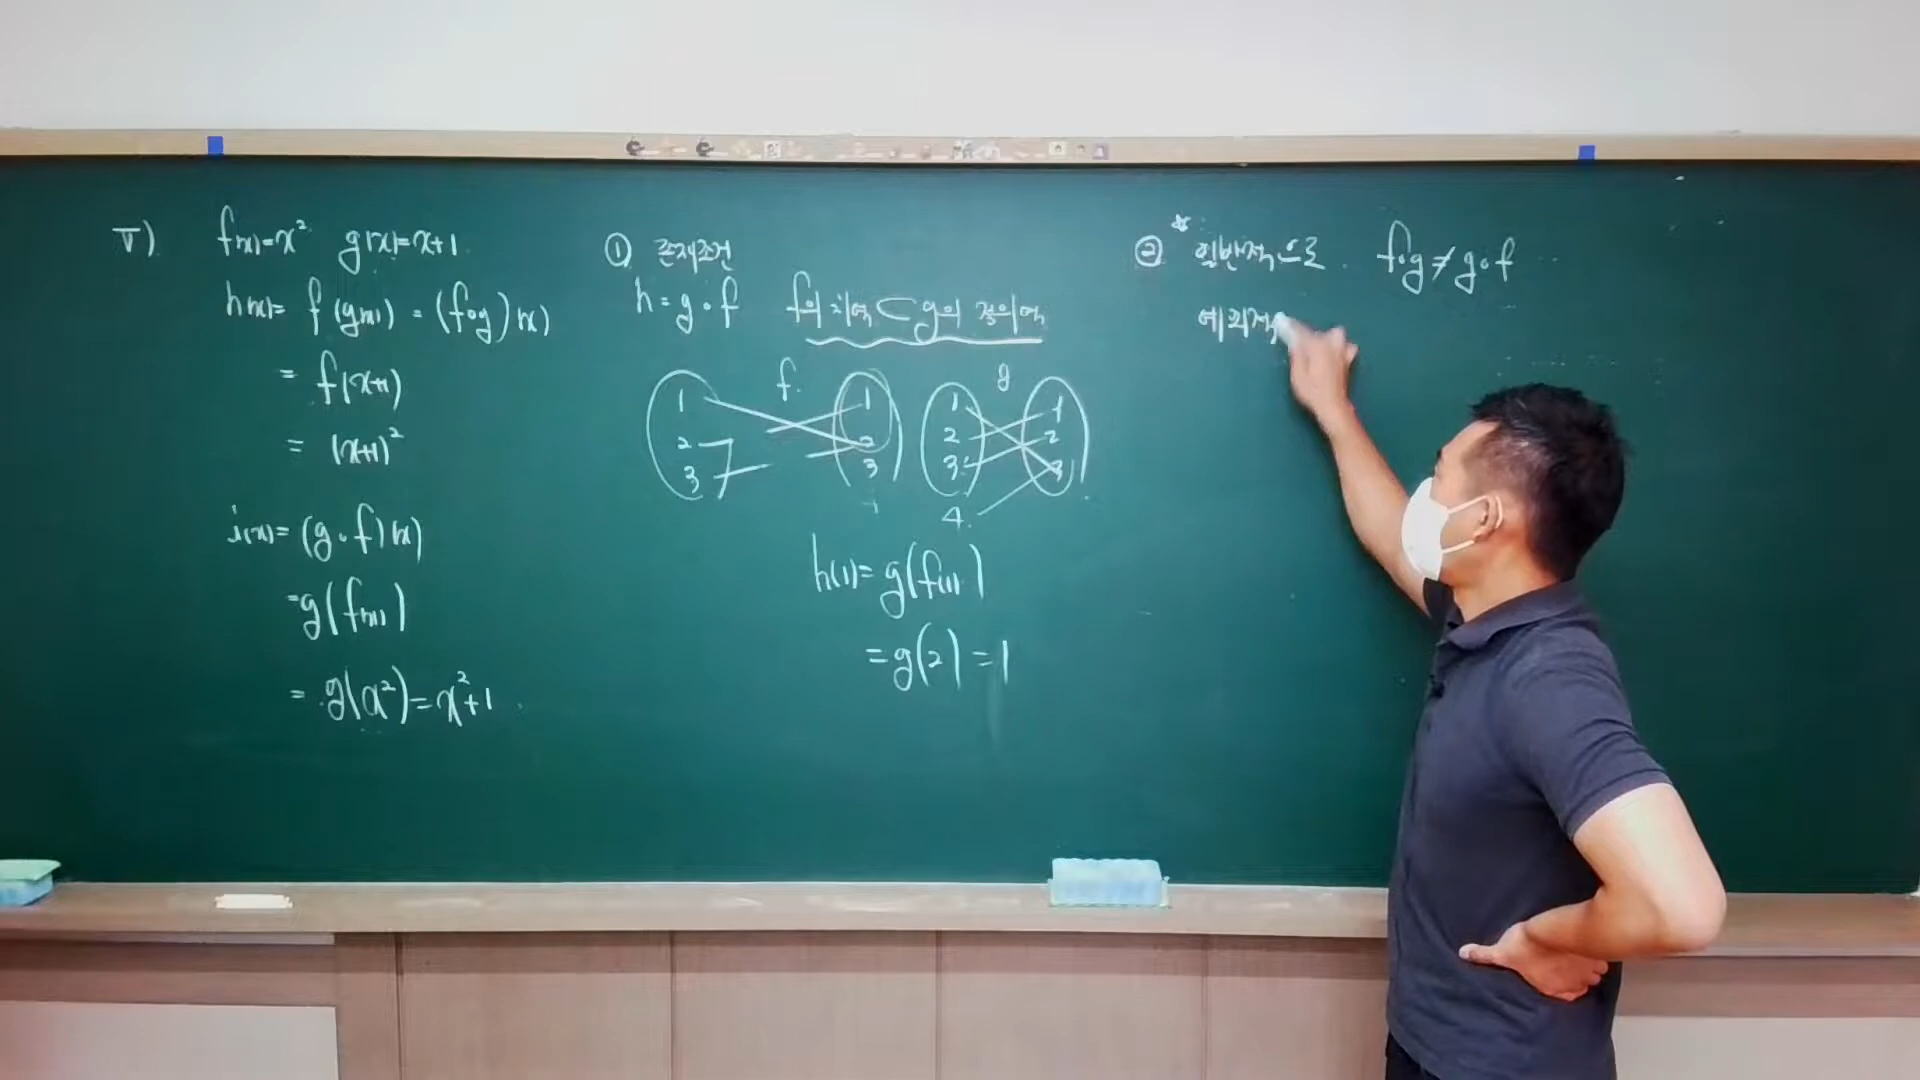 V) f(x)=x² g(x)=x+1
h(x)= f(g(x)) = (f∘g)(x)
= f(x+1)
= (x+1)²
i(x)= (g∘f)(x)
=g(f(x))
= g(x²)=x²+1
① 존재조건
h=g∘f f의 치역⊂g의 정의역
f g
1 1 1 1
2 2 2 2
3 3 3 3
4
h(1)=g(f(1))
=g(2)=1
② *일반적으로 f∘g≠g∘f
예외적